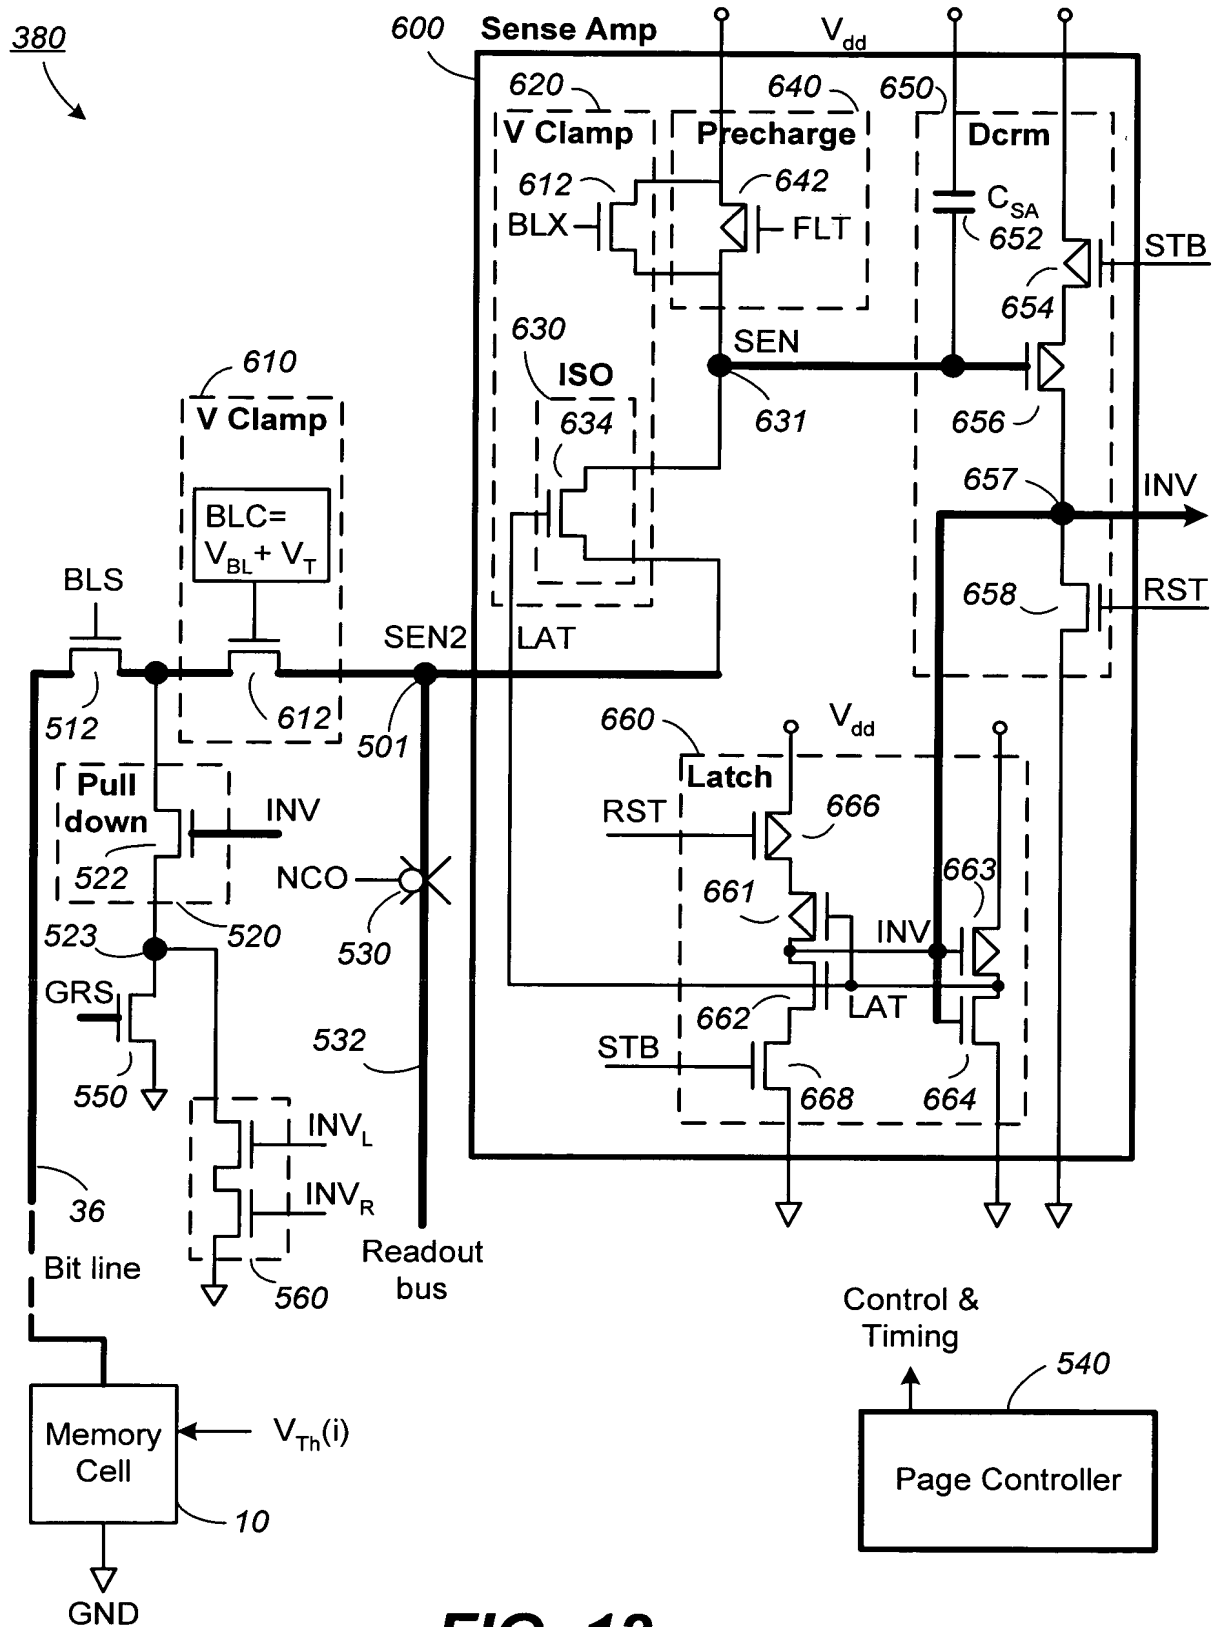 380
600
Sense Amp
Vdd
620
640
650
V Clamp
Precharge
Dcrm
612
642
BLX
FLT
CSA
652
STB
654
630
SEN
610
ISO
V Clamp
634
631
656
657
INV
BLC=
VBL + VT
BLS
658
RST
SEN2
LAT
512
612
501
660
Vdd
Latch
Pull
down
INV
RST
666
522
661
663
NCO
INV
523
520
530
GRS
662
LAT
532
STB
550
668
664
INVL
INVR
36
Readout
bus
Bit line
560
Control &
Timing
540
Memory
Cell
VTh(i)
Page Controller
10
GND